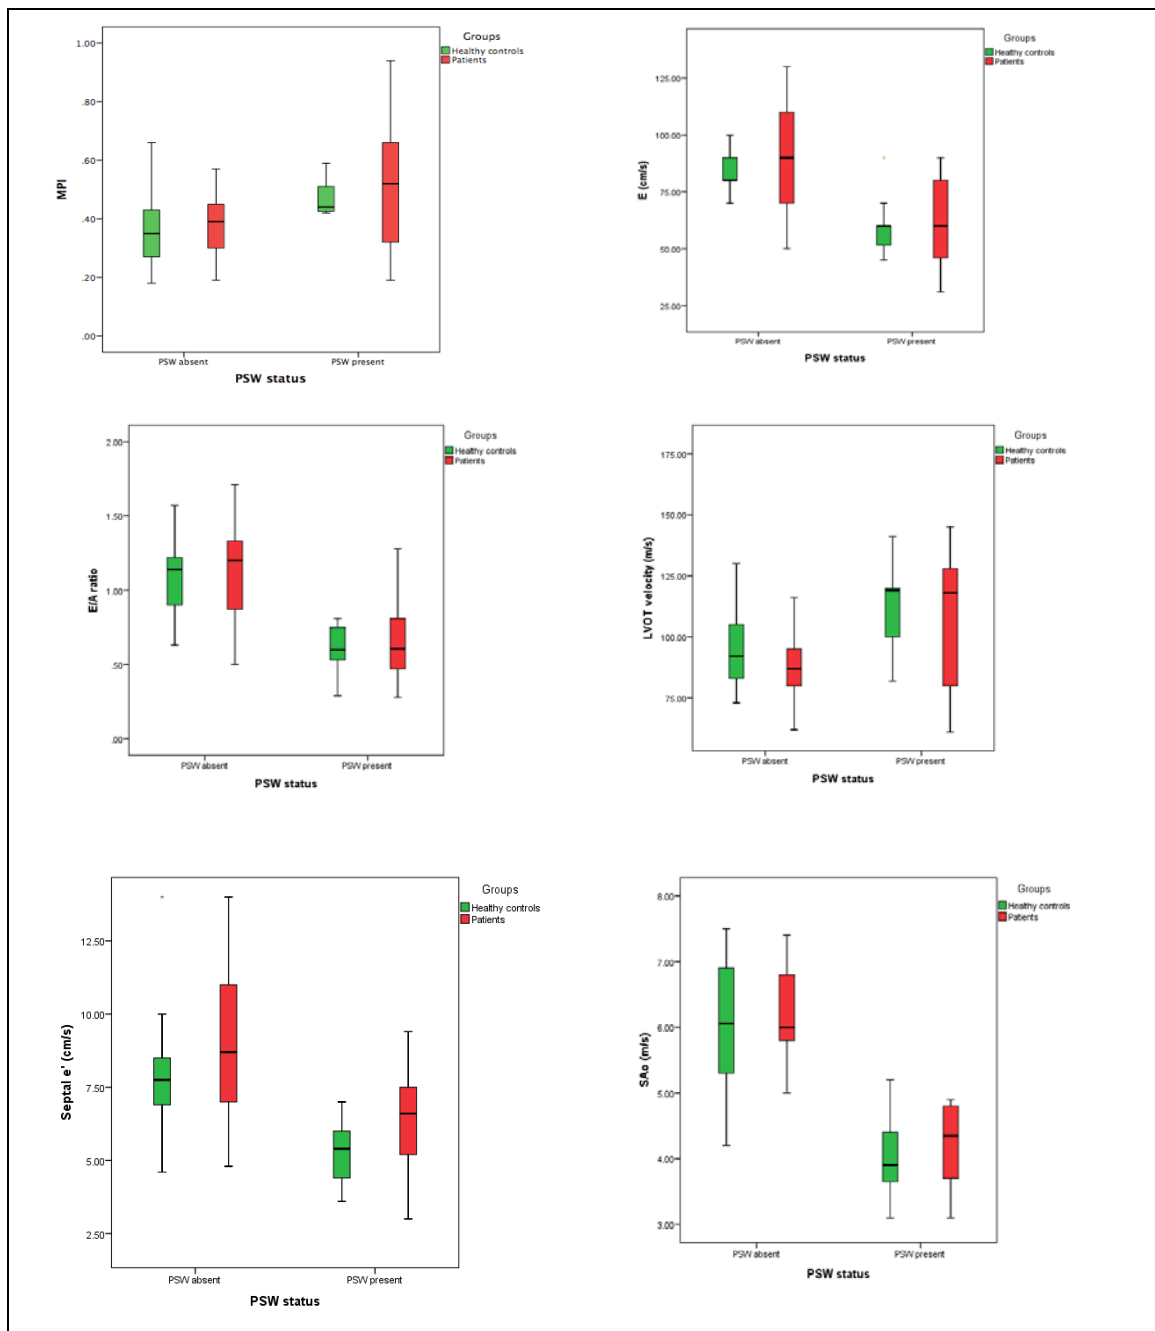 Groups
Healthy controls
Patients
1.00
.80
.60
.40
.20
.00
MPI
PSW absent
PSW present
PSW status
Groups
Healthy controls
Patients
125.00
100.00
75.00
50.00
25.00
E (cm/s)
PSW absent
PSW present
PSW status
Groups
Healthy controls
Patients
2.00
1.50
1.00
.50
.00
E/A ratio
PSW absent
PSW present
PSW status
Groups
Healthy controls
Patients
175.00
150.00
125.00
100.00
75.00
LVOT velocity (m/s)
PSW absent
PSW present
PSW status
Groups
Healthy controls
Patients
12.50
10.00
7.50
5.00
2.50
Septal e' (cm/s)
PSW absent
PSW present
PSW status
Groups
Healthy controls
Patients
8.00
7.00
6.00
5.00
4.00
3.00
SAo (m/s)
PSW absent
PSW present
PSW status